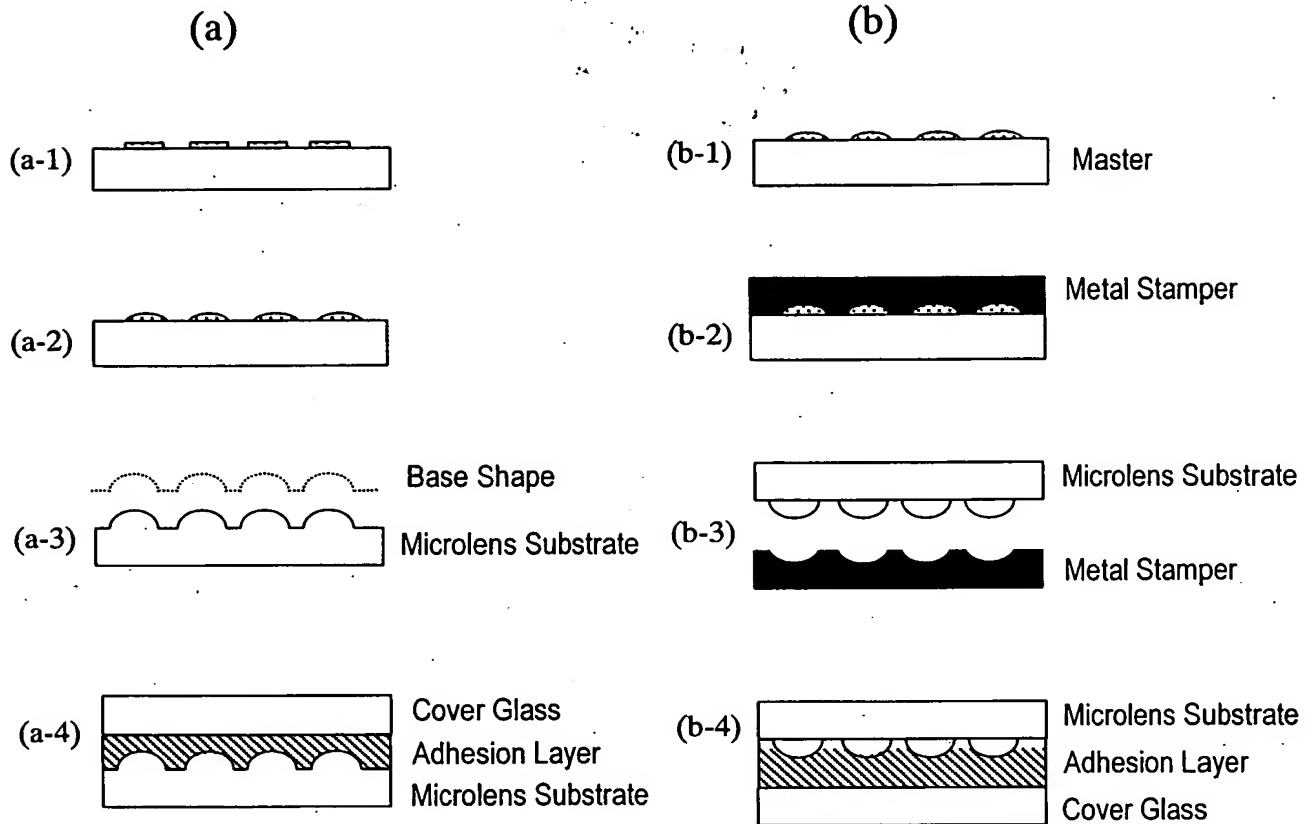 (a)
(a-1)
(a-2)
Base Shape
(a-3)
Microlens Substrate
(a-4)
Cover Glass
Adhesion Layer
Microlens Substrate
(b)
(b-1)
Master
(b-2)
Metal Stamper
Microlens Substrate
(b-3)
Metal Stamper
(b-4)
Microlens Substrate
Adhesion Layer
Cover Glass